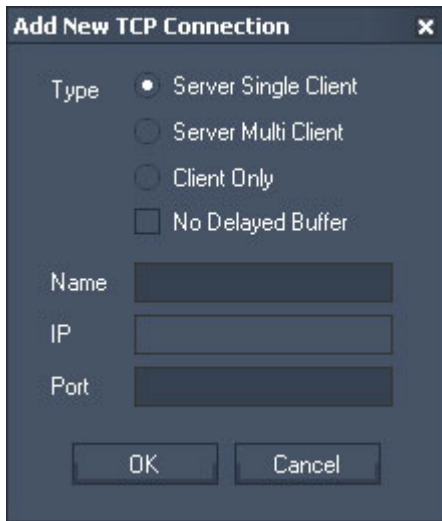 Add New TCP Connection
Type
Server Single Client
Server Multi Client
Client Only
No Delayed Buffer
Name
IP
Port
OK
Cancel